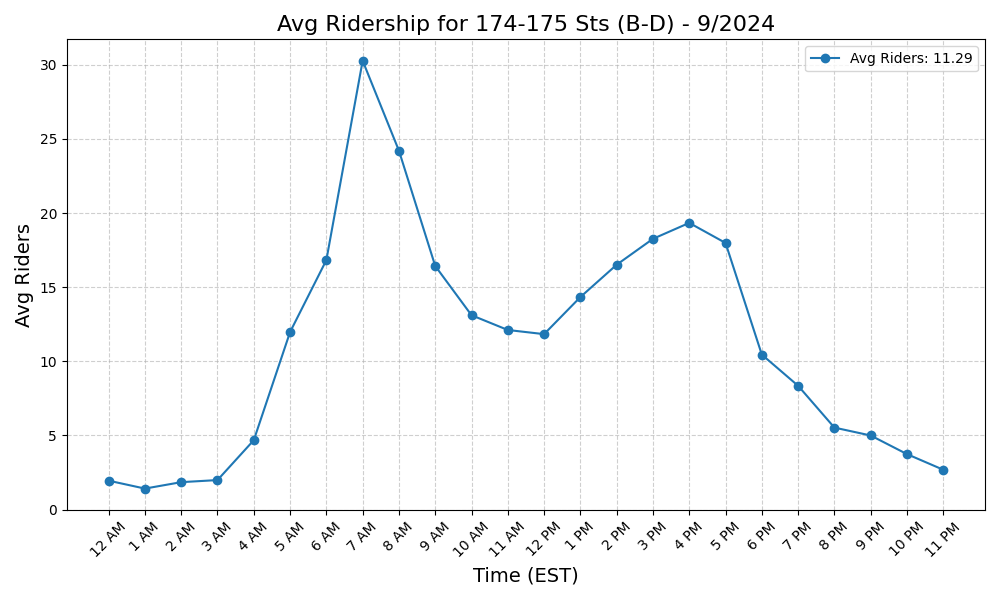 Avg Ridership for 174-175 Sts (B-D) - 9/2024
Avg Riders: 11.29
Avg Riders
30
25
20
15
10
5
0
12 AM
1 AM
2 AM
3 AM
4 AM
5 AM
6 AM
7 AM
8 AM
9 AM
10 AM
11 AM
12 PM
1 PM
2 PM
3 PM
4 PM
5 PM
6 PM
7 PM
8 PM
9 PM
10 PM
11 PM
Time (EST)